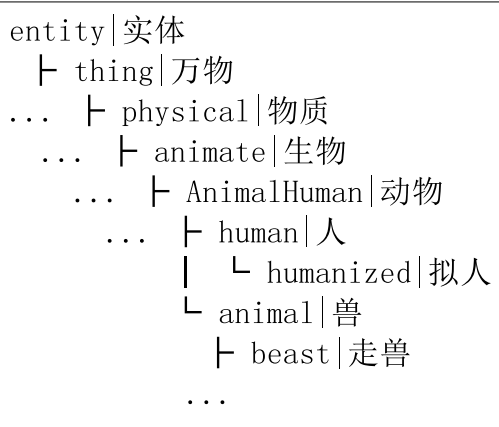 entity|实体
├ thing|万物
... ├ physical|物质
... ├ animate|生物
... ├ AnimalHuman|动物
... ├ human|人
| └ humanized|拟人
└ animal|兽
├ beast|走兽
...